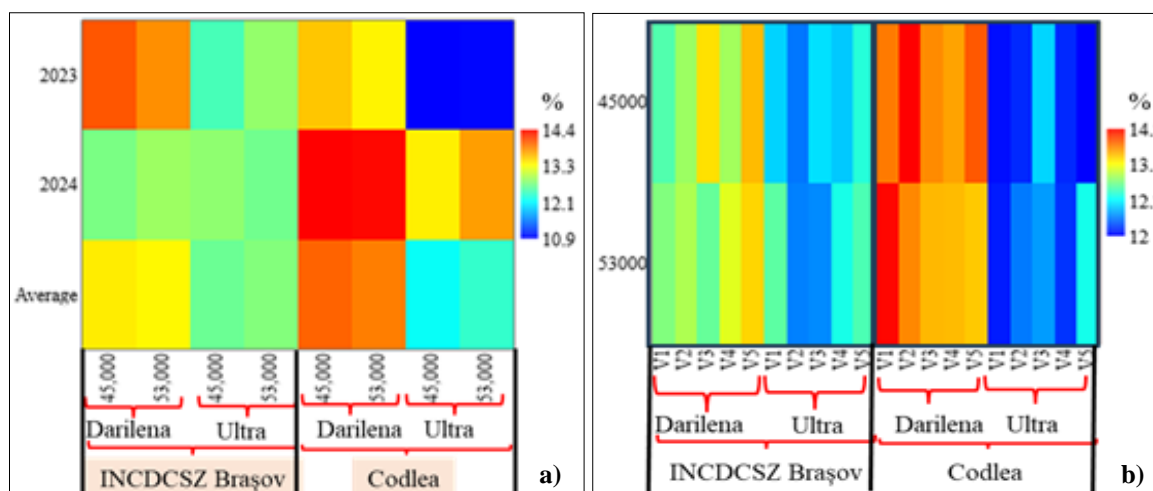 2023
2024
Average
%
14.4
13.3
12.1
10.9
45,000
53,000
45,000
53,000
45,000
53,000
45,000
53,000
Darilena
Ultra
Darilena
Ultra
INCDCSZ Brașov
Codlea
a)
45000
53000
%
14.
13.
12.
12
V1
V2
V3
V4
V5
V1
V2
V3
V4
V5
V1
V2
V3
V4
V5
V1
V2
V3
V4
V5
Darilena
Ultra
Darilena
Ultra
INCDCSZ Brașov
Codlea
b)